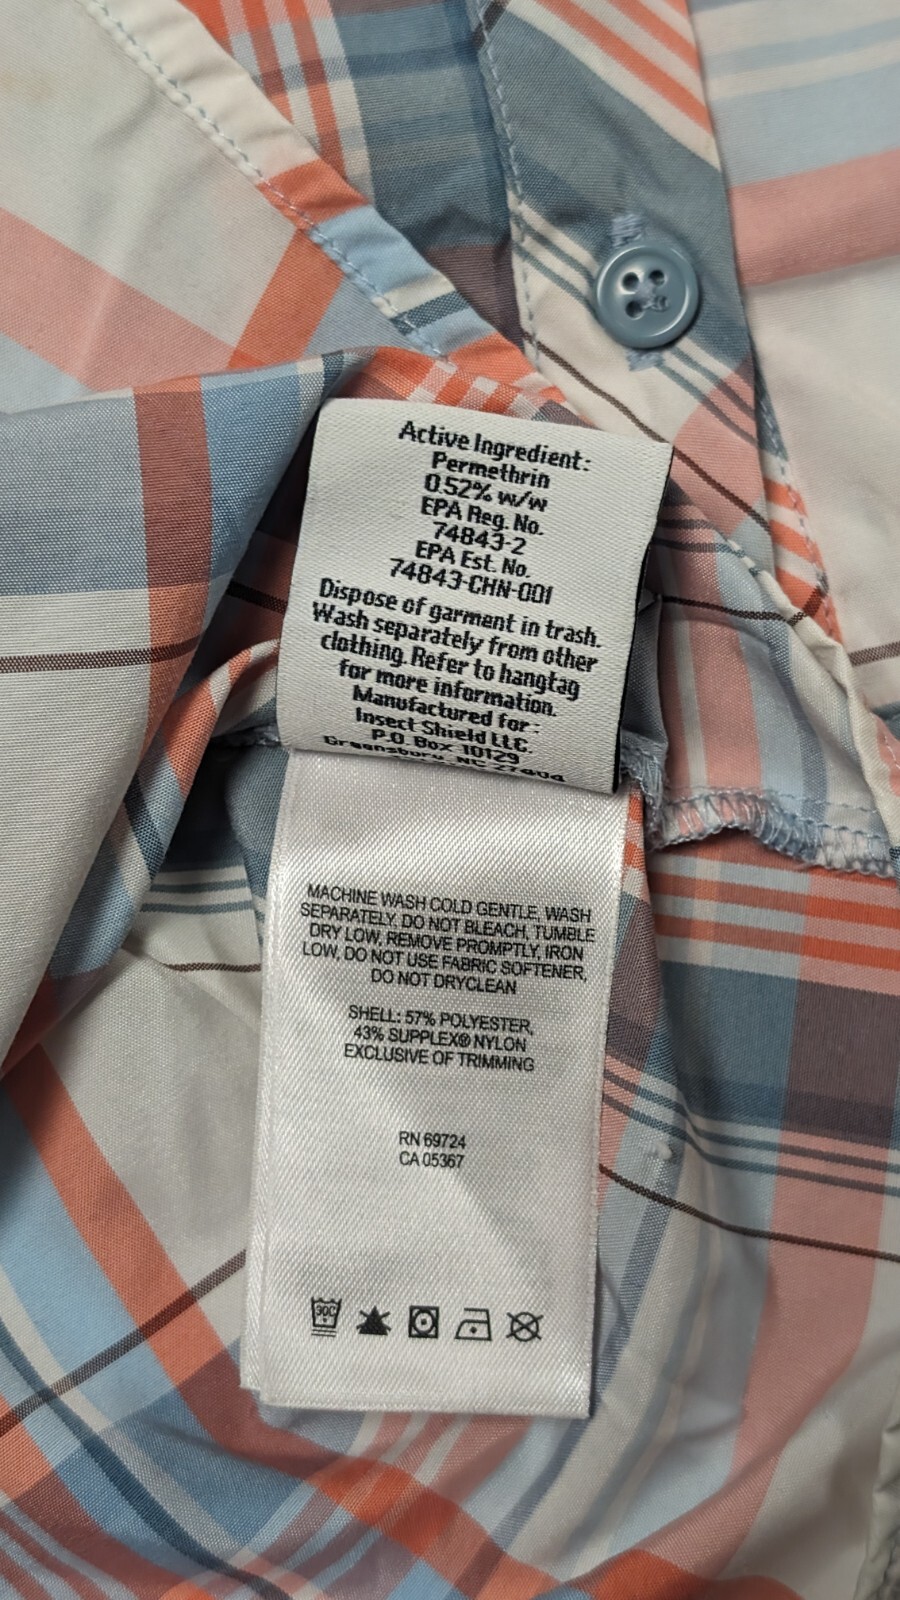 Active Ingredient:
Permethrin
0.52% w/w
EPA Reg. No.
74843-2
EPA Est. No.
74843-CHN-001
Dispose of garment in trash.
Wash separately from other
clothing. Refer to hangtag
for more information.
Manufactured for:
Insect Shield LLC.
P.O. Box 10129
Greensboro, NC
MACHINE WASH COLD GENTLE, WASH
SEPARATELY, DO NOT BLEACH, TUMBLE
DRY LOW, REMOVE PROMPTLY, IRON
LOW, DO NOT USE FABRIC SOFTENER,
DO NOT DRYCLEAN
SHELL: 57% POLYESTER,
43% SUPPLEX® NYLON
EXCLUSIVE OF TRIMMING
RN 69724
CA 05367
30C